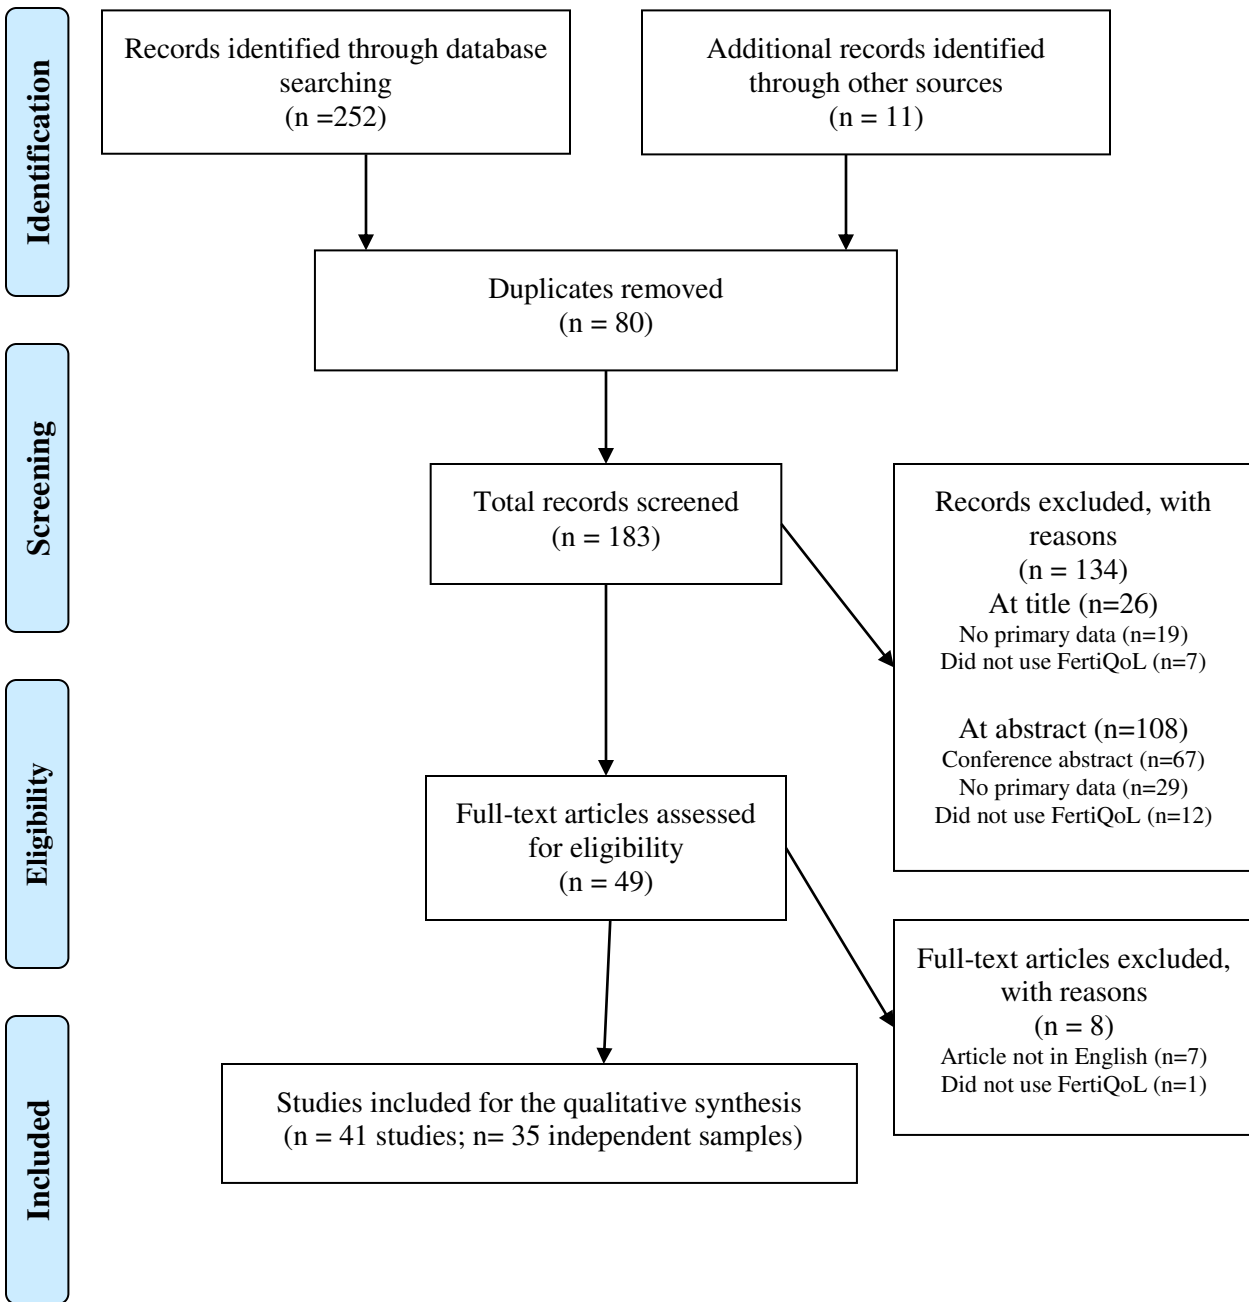 Identification
Records identified through database
searching
(n =252)
Additional records identified
through other sources
(n = 11)
Duplicates removed
(n = 80)
Screening
Total records screened
(n = 183)
Records excluded, with
reasons
(n = 134)
At title (n=26)
No primary data (n=19)
Did not use FertiQoL (n=7)
At abstract (n=108)
Conference abstract (n=67)
No primary data (n=29)
Did not use FertiQoL (n=12)
Eligibility
Full-text articles assessed
for eligibility
(n = 49)
Full-text articles excluded,
with reasons
(n = 8)
Article not in English (n=7)
Did not use FertiQoL (n=1)
Included
Studies included for the qualitative synthesis
(n = 41 studies; n= 35 independent samples)